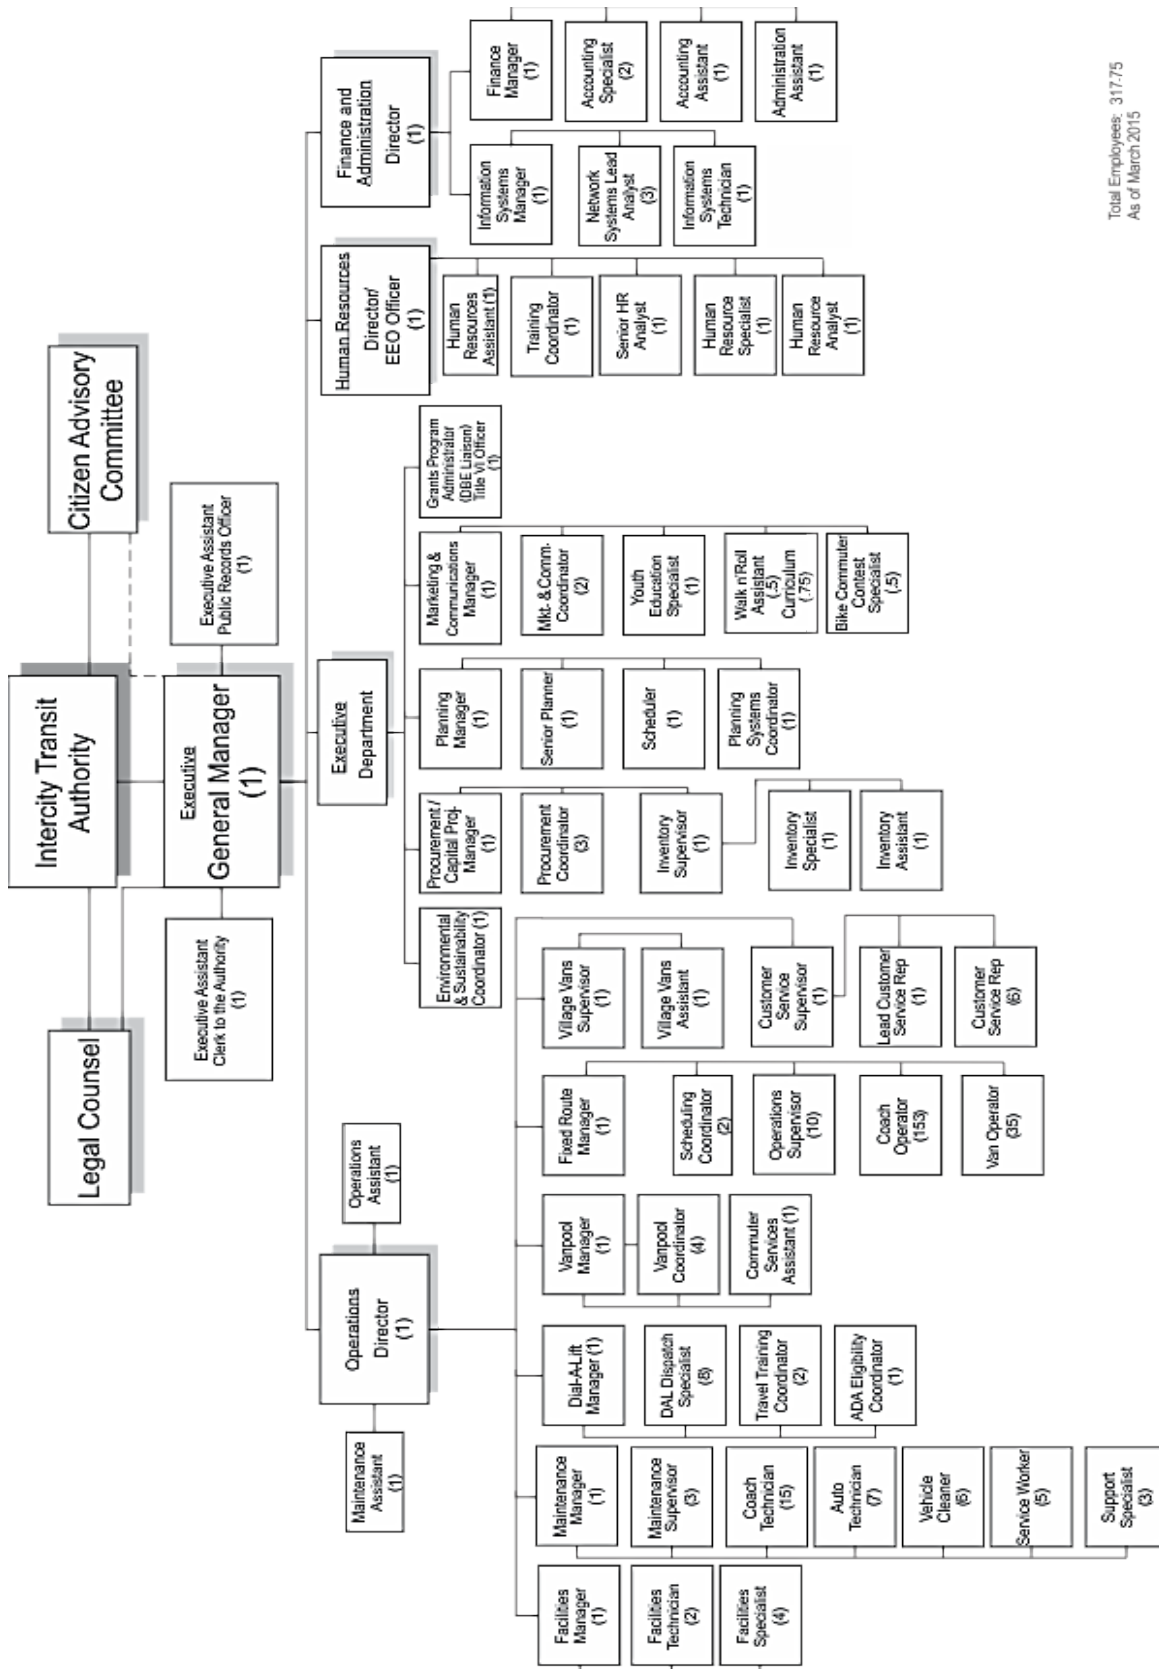 Intercity Transit
Authority
Legal Counsel
Citizen Advisory
Committee
Executive
General Manager
(1)
Executive Assistant
Clerk to the Authority
(1)
Executive Assistant
Public Records Officer
(1)
Operations
Director
(1)
Maintenance
Assistant
(1)
Operations
Assistant
(1)
Executive
Department
Human Resources
Director/
EEO Officer
(1)
Finance and
Administration
Director
(1)
Facilities
Manager
(1)
Facilities
Technician
(2)
Facilities
Specialist
(4)
Maintenance
Manager
(1)
Maintenance
Supervisor
(3)
Coach
Technician
(15)
Auto
Technician
(7)
Vehicle
Cleaner
(6)
Service Worker
(5)
Support
Specialist
(3)
Dial-A-Lift
Manager (1)
DAL Dispatch
Specialist
(8)
Travel Training
Coordinator
(2)
ADA Eligibility
Coordinator
(1)
Vanpool
Manager
(1)
Vanpool
Coordinator
(4)
Commuter
Services
Assistant (1)
Fixed Route
Manager
(1)
Scheduling
Coordinator
(2)
Operations
Supervisor
(10)
Coach
Operator
(153)
Van Operator
(35)
Village Vans
Supervisor
(1)
Village Vans
Assistant
(1)
Customer
Service
Supervisor
(1)
Lead Customer
Service Rep
(1)
Customer
Service Rep
(6)
Environmental
& Sustainability
Coordinator (1)
Procurement /
Capital Proj-
Manager
(1)
Procurement
Coordinator
(3)
Inventory
Supervisor
(1)
Inventory
Specialist
(1)
Inventory
Assistant
(1)
Planning
Manager
(1)
Senior Planner
(1)
Scheduler
(1)
Planning
Systems
Coordinator
(1)
Marketing &
Communications
Manager
(1)
Mkt- & Comm-
Coordinator
(2)
Youth
Education
Specialist
(1)
Walk n'Roll
Assistant
(.5)
Curriculum
(.75)
Bike Commuter
Contest
Specialist
(.5)
Grants Program
Administrator
(DBE Liaison)
Title VI Officer
(1)
Human
Resources
Assistant (1)
Training
Coordinator
(1)
Senior HR
Analyst
(1)
Human
Resource
Specialist
(1)
Human
Resource
Analyst
(1)
Information
Systems
Manager
(1)
Network
Systems Lead
Analyst
(3)
Information
Systems
Technician
(1)
Finance
Manager
(1)
Accounting
Specialist
(2)
Accounting
Assistant
(1)
Administration
Assistant
(1)
Total Employees: 317.75
As of March 2015